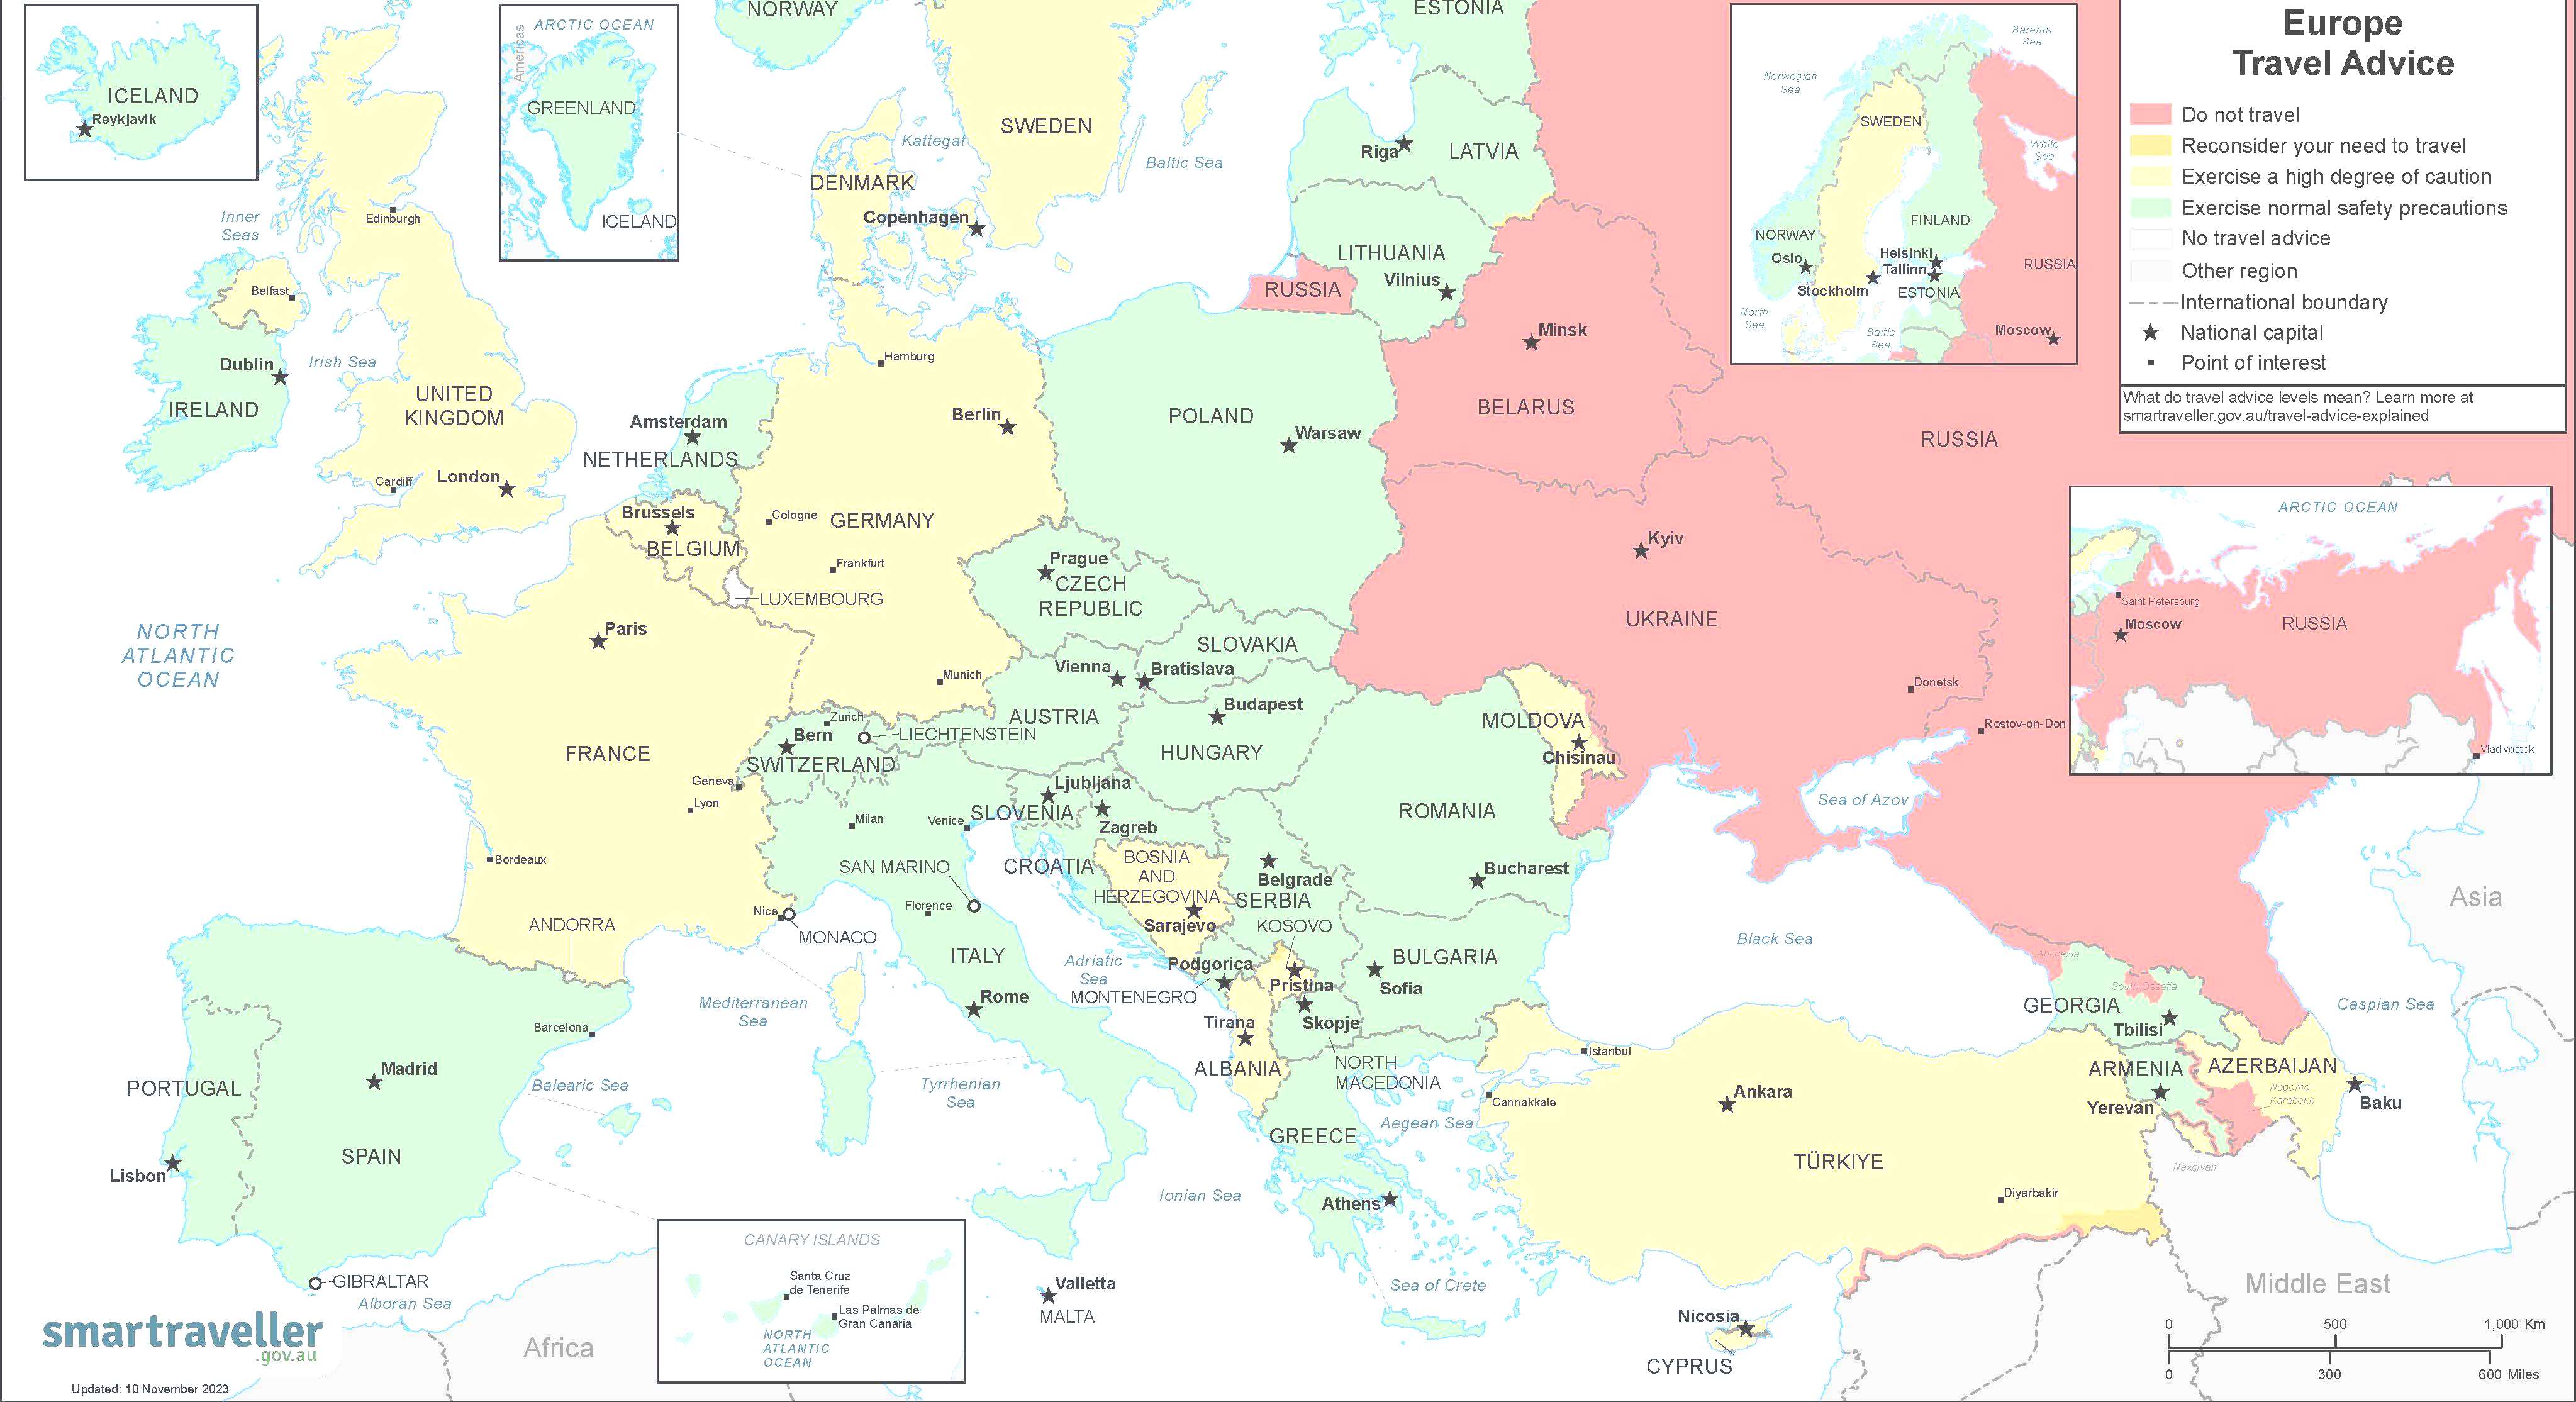 Europe
Travel Advice
Do not travel
Reconsider your need to travel
Exercise a high degree of caution
Exercise normal safety precautions
No travel advice
Other region
International boundary
National capital
Point of interest
What do travel advice levels mean? Learn more at
smartraveller.gov.au/travel-advice-explained
ICELAND
Reykjavik
Americas
ARCTIC OCEAN
GREENLAND
ICELAND
NORWAY
ESTONIA
SWEDEN
Kattegat
Baltic Sea
DENMARK
Copenhagen
Riga
LATVIA
LITHUANIA
Vilnius
RUSSIA
Barents
Sea
Norwegian
Sea
White
Sea
SWEDEN
FINLAND
NORWAY
Oslo
Helsinki
Tallinn
Stockholm
ESTONIA
RUSSIA
North
Sea
Baltic
Sea
Moscow
Inner
Seas
Edinburgh
Belfast
Dublin
Irish Sea
IRELAND
UNITED
KINGDOM
Cardiff
London
Hamburg
Berlin
Amsterdam
NETHERLANDS
Brussels
BELGIUM
Cologne
GERMANY
Frankfurt
LUXEMBOURG
Munich
POLAND
Warsaw
Minsk
BELARUS
RUSSIA
Kyiv
UKRAINE
Donetsk
Rostov-on-Don
ARCTIC OCEAN
Saint Petersburg
Moscow
RUSSIA
Vladivostok
Prague
CZECH
REPUBLIC
SLOVAKIA
Vienna
Bratislava
Budapest
AUSTRIA
HUNGARY
MOLDOVA
Chisinau
NORTH
ATLANTIC
OCEAN
Paris
FRANCE
Zurich
Bern
LIECHTENSTEIN
SWITZERLAND
Geneva
Lyon
Bordeaux
Milan
Venice
Ljubljana
SLOVENIA
Zagreb
CROATIA
SAN MARINO
Florence
Nice
MONACO
ANDORRA
ITALY
Rome
Adriatic
Sea
BOSNIA
AND
HERZEGOVINA
Sarajevo
Belgrade
SERBIA
KOSOVO
Pristina
Podgorica
MONTENEGRO
Skopje
Tirana
ALBANIA
NORTH
MACEDONIA
ROMANIA
Bucharest
BULGARIA
Sofia
Sea of Azov
Black Sea
Asia
Caspian Sea
Abkhazia
South Ossetia
GEORGIA
Tbilisi
ARMENIA
Yerevan
AZERBAIJAN
Nagorno-
Karabakh
Baku
Naxçivan
Mediterranean
Sea
Barcelona
Madrid
PORTUGAL
Lisbon
SPAIN
Balearic Sea
Tyrrhenian
Sea
Istanbul
Cannakkale
Ankara
TÜRKIYE
Diyarbakir
Aegean Sea
GREECE
Athens
Ionian Sea
Sea of Crete
Valletta
MALTA
Nicosia
CYPRUS
Middle East
GIBRALTAR
Alboran Sea
Africa
CANARY ISLANDS
Santa Cruz
de Tenerife
Las Palmas de
Gran Canaria
NORTH
ATLANTIC
OCEAN
smartraveller
.gov.au
Updated: 10 November 2023
0 500 1,000 Km
0 300 600 Miles